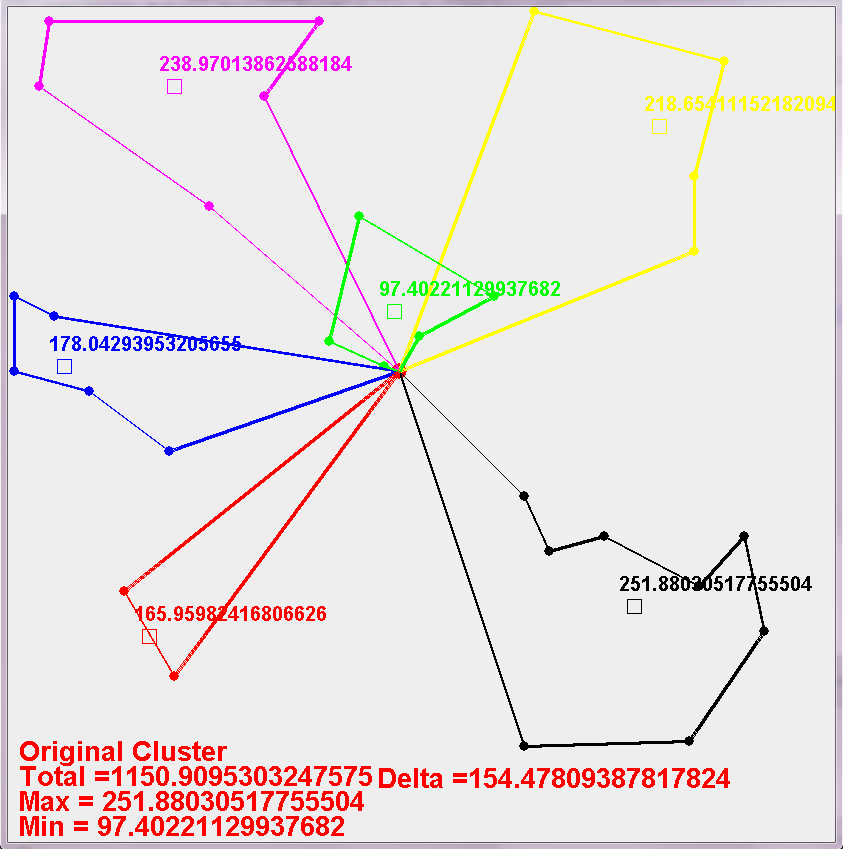 238.97013862588184
218.65411152182094
97.40221129937682
178.04293953205655
251.88030517755504
165.95982416806626
Original Cluster
Total =1150.9095303247575 Delta =154.47809387817824
Max = 251.88030517755504
Min = 97.40221129937682